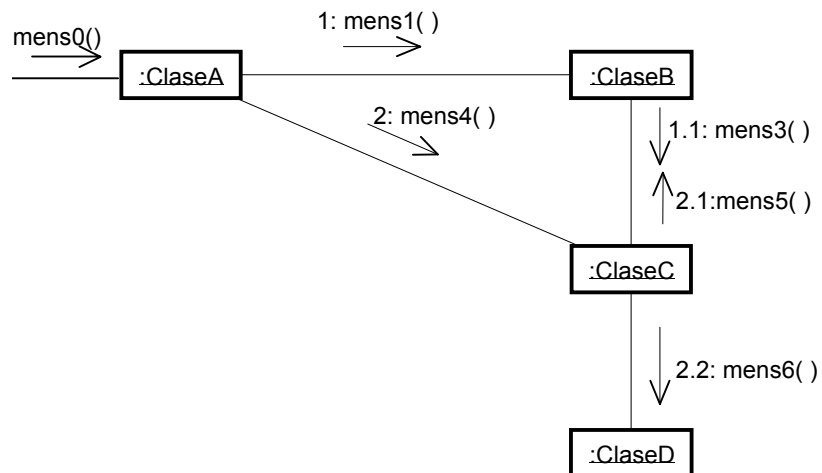 1: mens1( )
mens0()
:ClaseA
:ClaseB
2: mens4( )
1.1: mens3( )
2.1:mens5( )
:ClaseC
2.2: mens6( )
:ClaseD